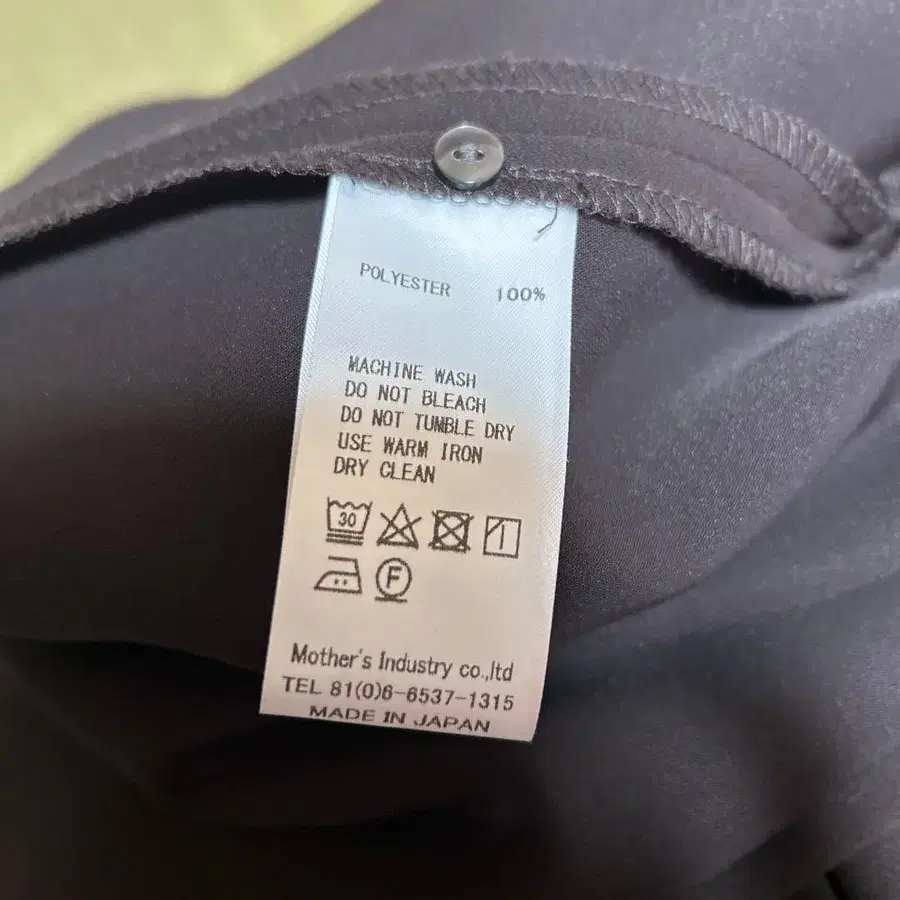 POLYESTER 100%
MACHINE WASH
DO NOT BLEACH
DO NOT TUMBLE DRY
USE WARM IRON
DRY CLEAN
30
F
Mother's Industry co.,ltd
TEL 81(0)6-6537-1315
MADE IN JAPAN